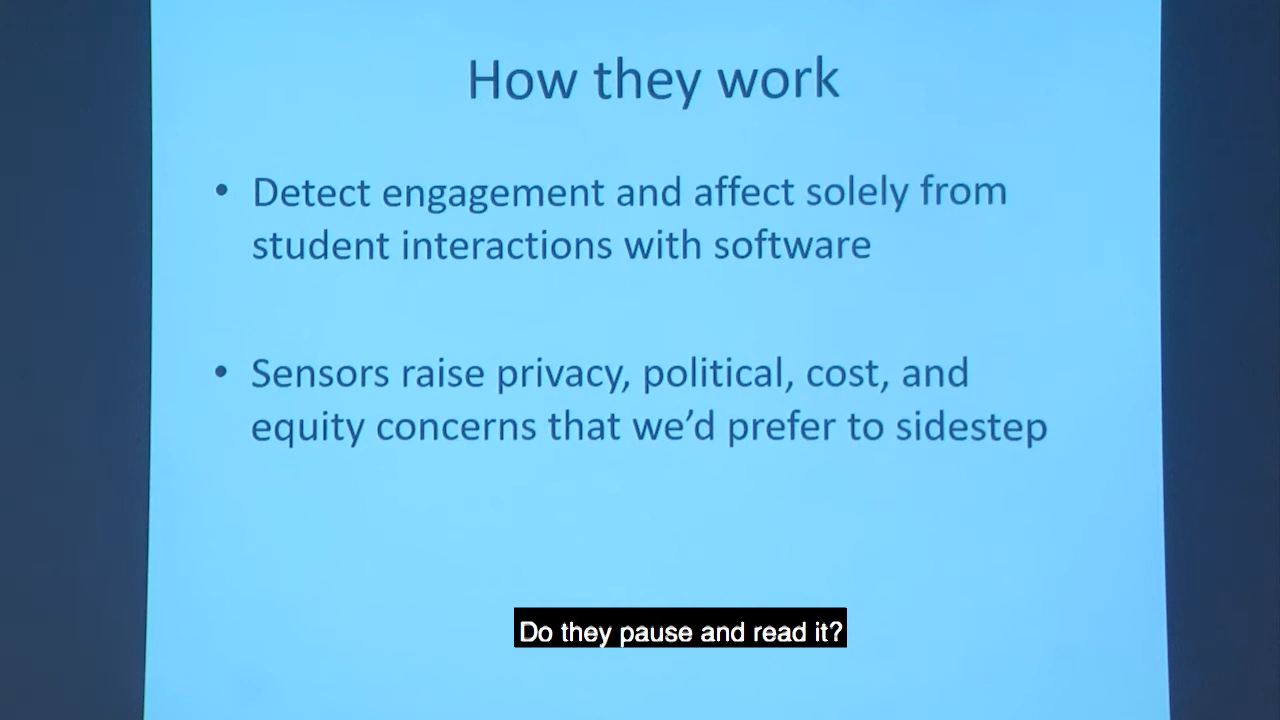 How they work
• Detect engagement and affect solely from
student interactions with software
• Sensors raise privacy, political, cost, and
equity concerns that we’d prefer to sidestep
Do they pause and read it?